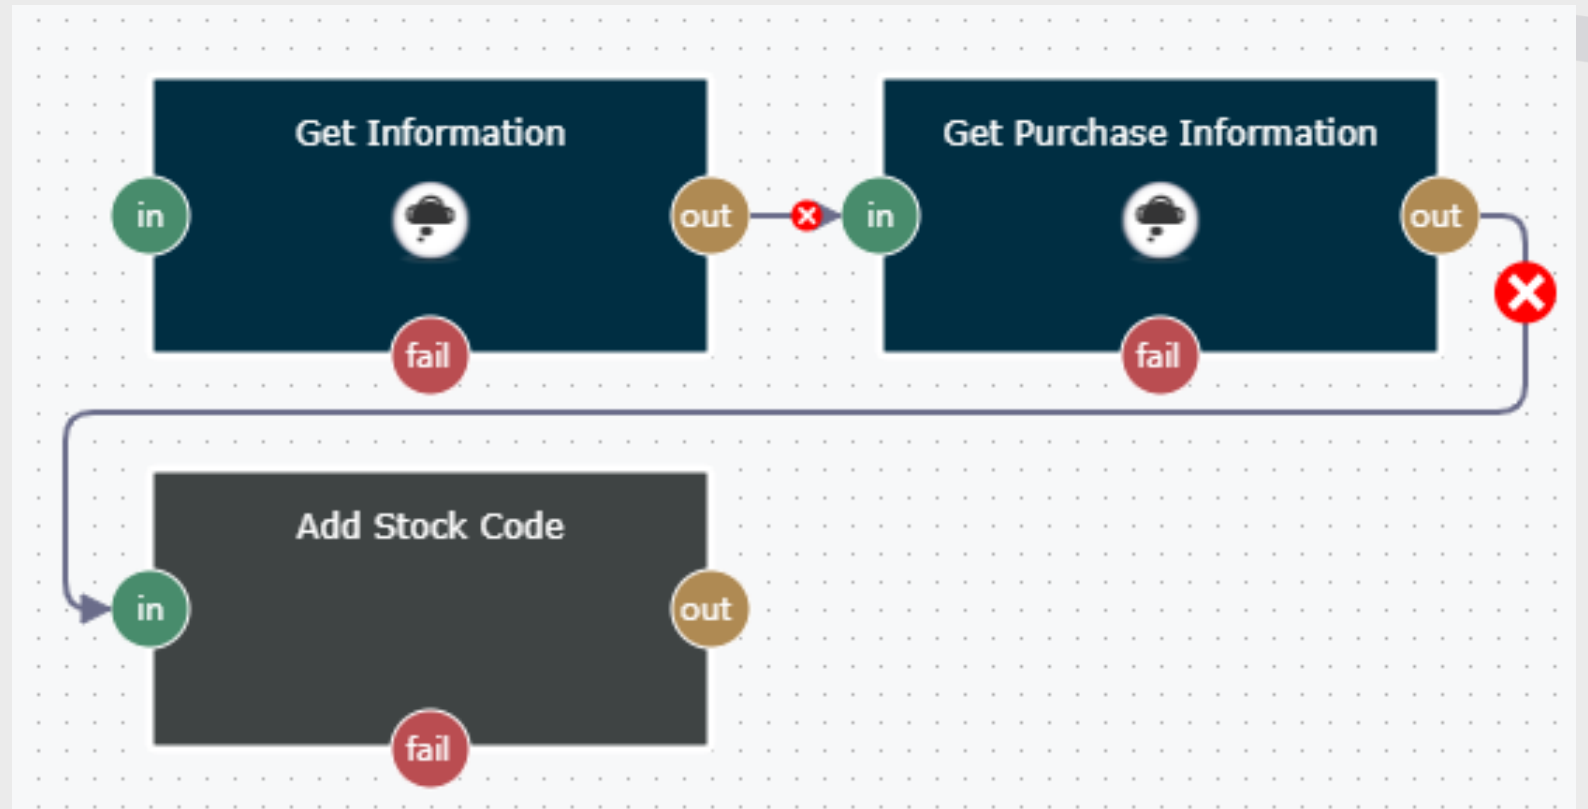 Get Information
in
out
fail
Get Purchase Information
in
out
fail
Add Stock Code
in
out
fail